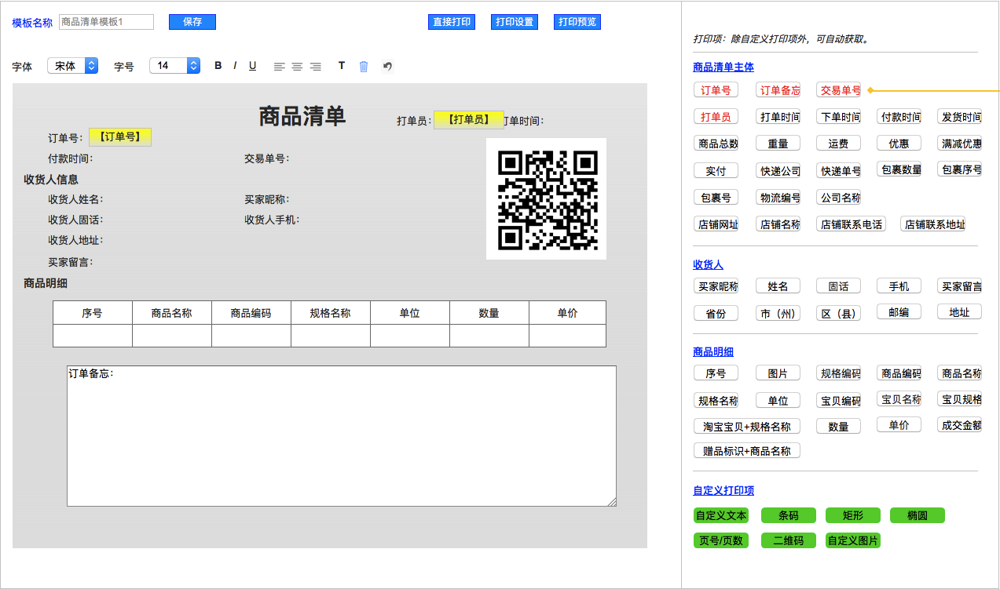 模板名称 商品清单模板1 保存 直接打印 打印设置 打印预览
字体 宋体 字号 14 B I U T
商品清单
打单员： 【打单员】 打单时间：
订单号： 【订单号】
付款时间： 交易单号：
收货人信息
收货人姓名： 买家昵称：
收货人固话： 收货人手机：
收货人地址：
买家留言：
商品明细
序号 商品名称 商品编码 规格名称 单位 数量 单价
订单备忘：
打印项：除自定义打印项外，可自动获取。
商品清单主体
订单号 订单备忘 交易单号
打单员 打单时间 下单时间 付款时间 发货时间
商品总数 重量 运费 优惠 满减优惠
实付 快递公司 快递单号 包裹数量 包裹序号
包裹号 物流编号 公司名称
店铺网址 店铺名称 店铺联系电话 店铺联系地址
收货人
买家昵称 姓名 固话 手机 买家留言
省份 市（州） 区（县） 邮编 地址
商品明细
序号 图片 规格编码 商品编码 商品名称
规格名称 单位 宝贝编码 宝贝名称 宝贝规格
淘宝宝贝+规格名称 数量 单价 成交金额
赠品标识+商品名称
自定义打印项
自定义文本 条码 矩形 椭圆
页号/页数 二维码 自定义图片